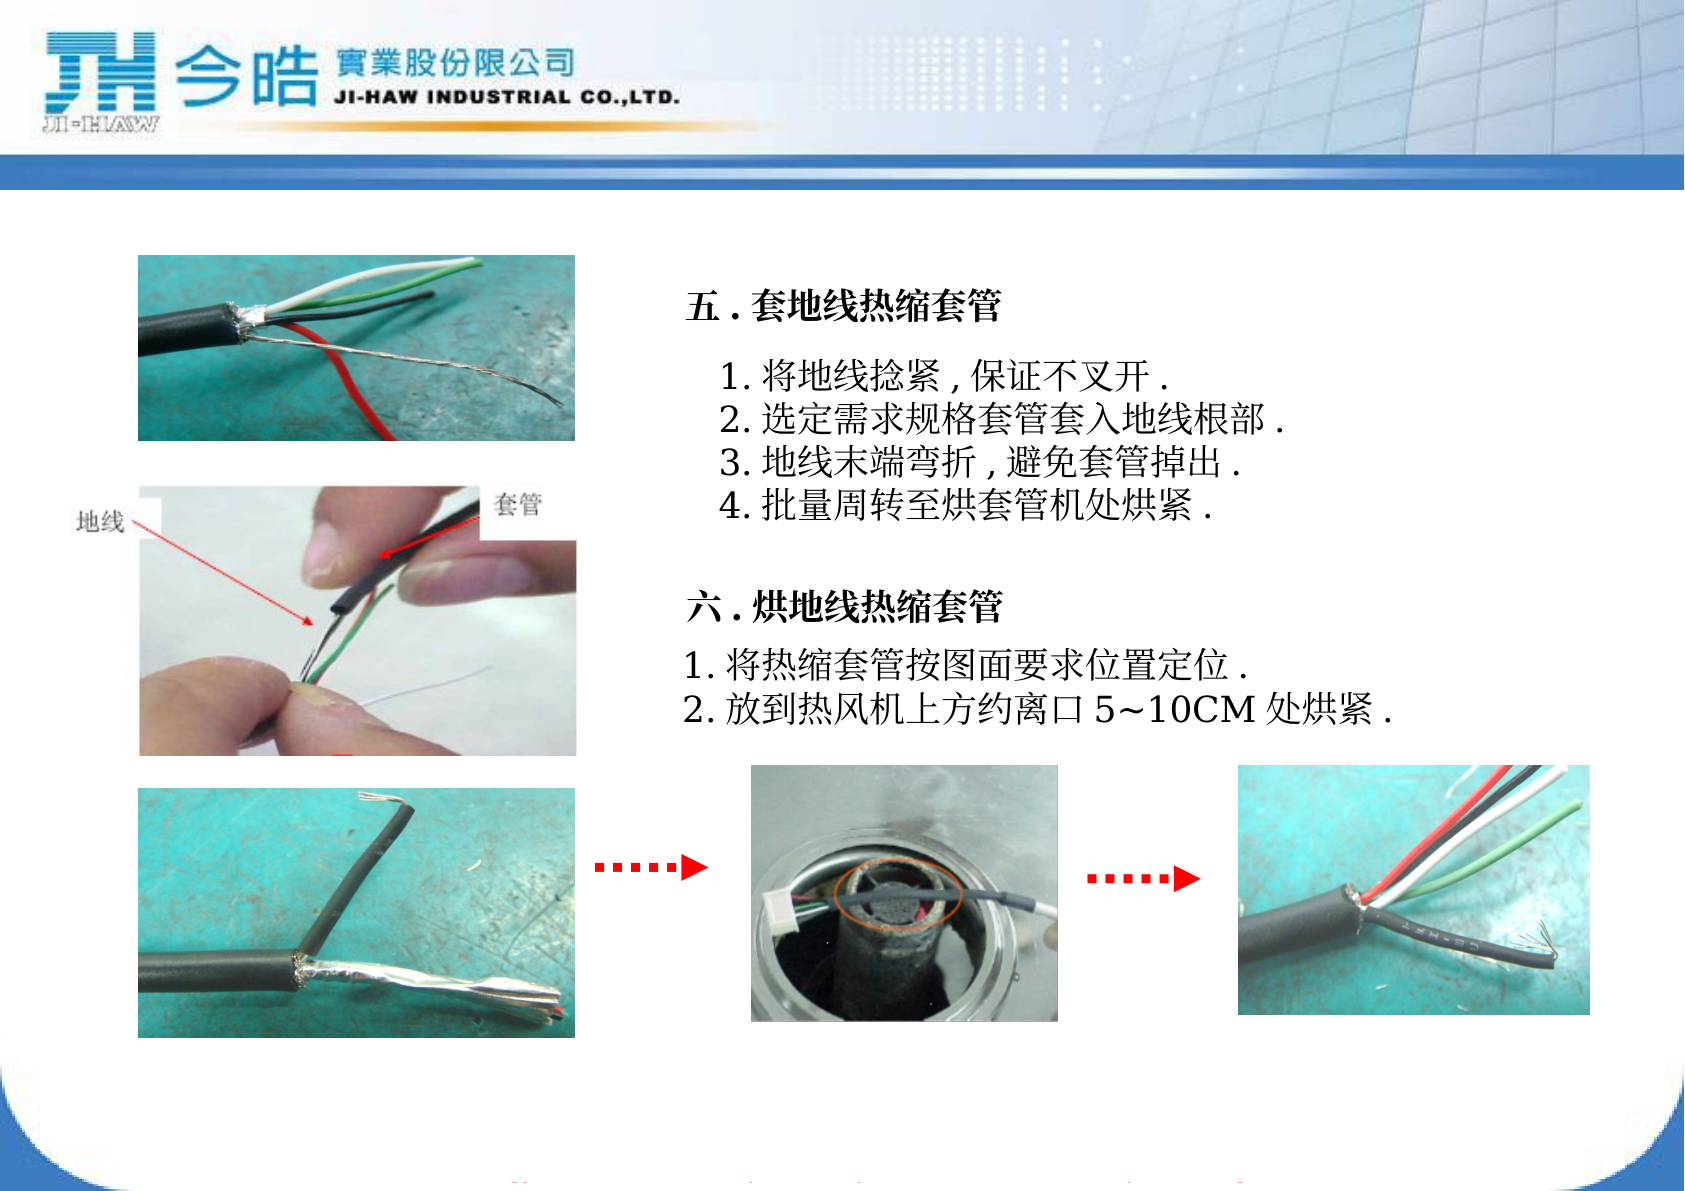 JH 今皓 實業股份限公司
JI-HAW JI-HAW INDUSTRIAL CO.,LTD.
五 . 套地线热缩套管
1. 将地线捻紧 , 保证不叉开 .
2. 选定需求规格套管套入地线根部 .
3. 地线末端弯折 , 避免套管掉出 .
4. 批量周转至烘套管机处烘紧 .
地线
套管
六 . 烘地线热缩套管
1. 将热缩套管按图面要求位置定位 .
2. 放到热风机上方约离口 5~10CM 处烘紧 .